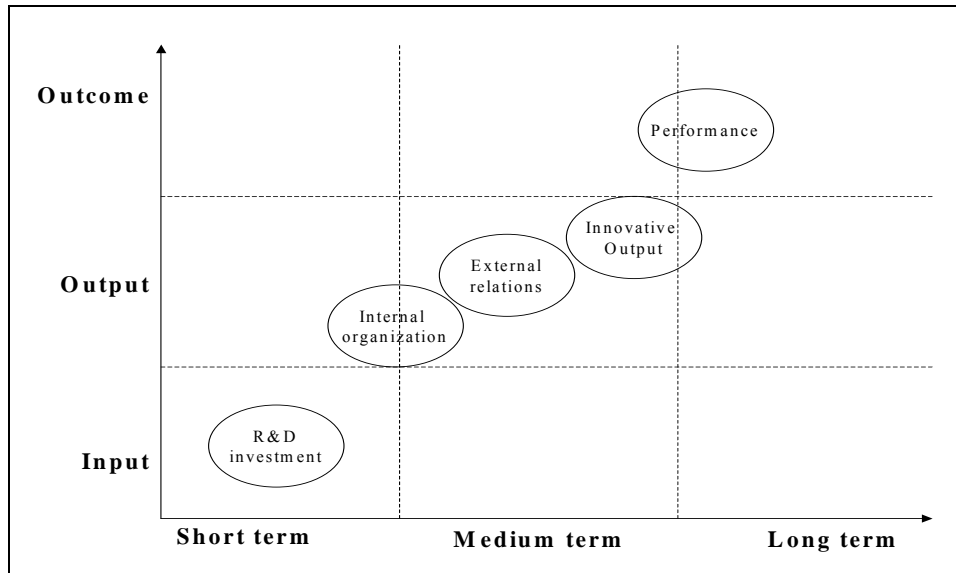 Outcome
Performance
Innovative
Output
External
relations
Output
Internal
organization
R&D
investment
Input
Short term
Medium term
Long term